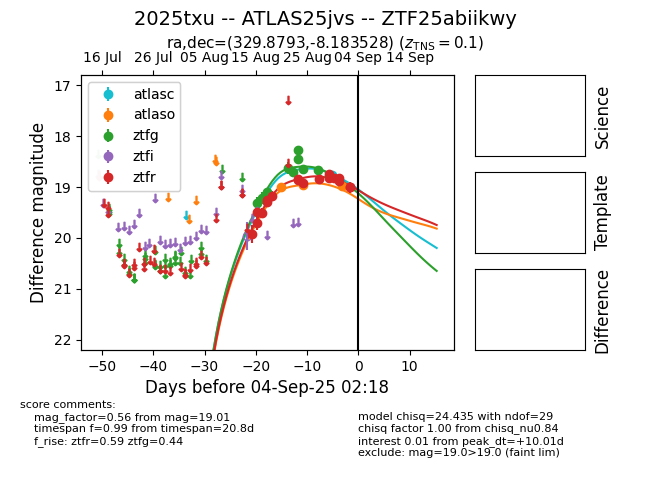 2025txu -- ATLAS25jvs -- ZTF25abiikwy
ra,dec=(329.8793,-8.183528) (z_TNS = 0.1)
16 Jul 26 Jul 05 Aug 15 Aug 25 Aug 04 Sep 14 Sep
17
18
19
20
21
22
Difference magnitude
atlasc
atlaso
ztfg
ztfi
ztfr
−50 −40 −30 −20 −10 0 10
Days before 04-Sep-25 02:18
Science
Template
Difference
score comments:
mag_factor=0.56 from mag=19.01
timespan f=0.99 from timespan=20.8d
f_rise: ztfr=0.59 ztfg=0.44
model chisq=24.435 with ndof=29
chisq factor 1.00 from chisq_nu0.84
interest 0.01 from peak_dt=+10.01d
exclude: mag=19.0>19.0 (faint lim)